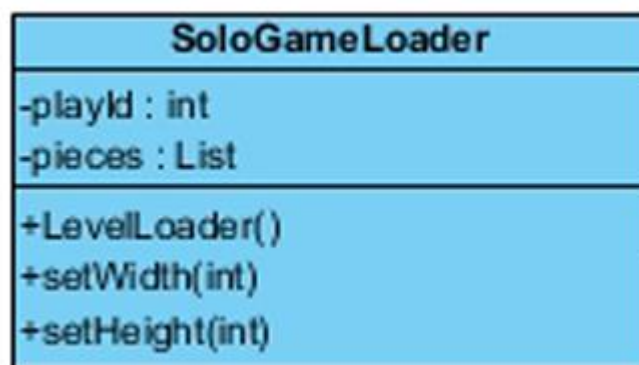 SoloGameLoader
-playId : int
-pieces : List
+LevelLoader()
+setWidth(int)
+setHeight(int)